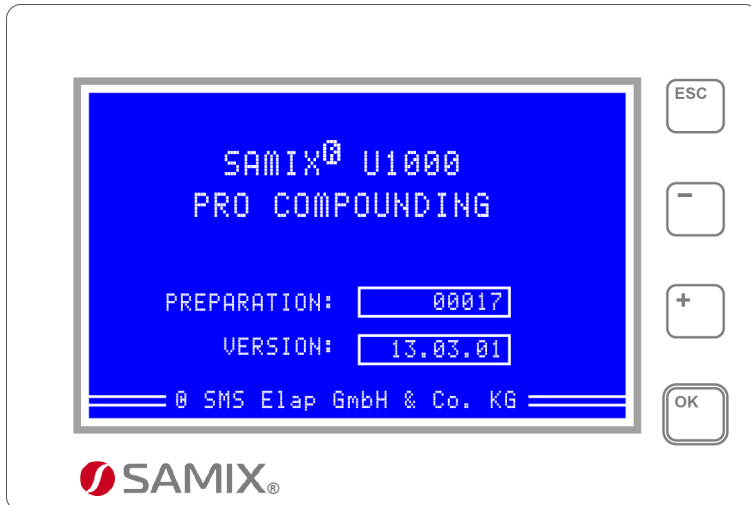 SAMIX® U1000
PRO COMPOUNDING
PREPARATION: 00017
VERSION: 13.03.01
® SMS Elap GmbH & Co. KG
ESC
-
+
OK
SAMIX®